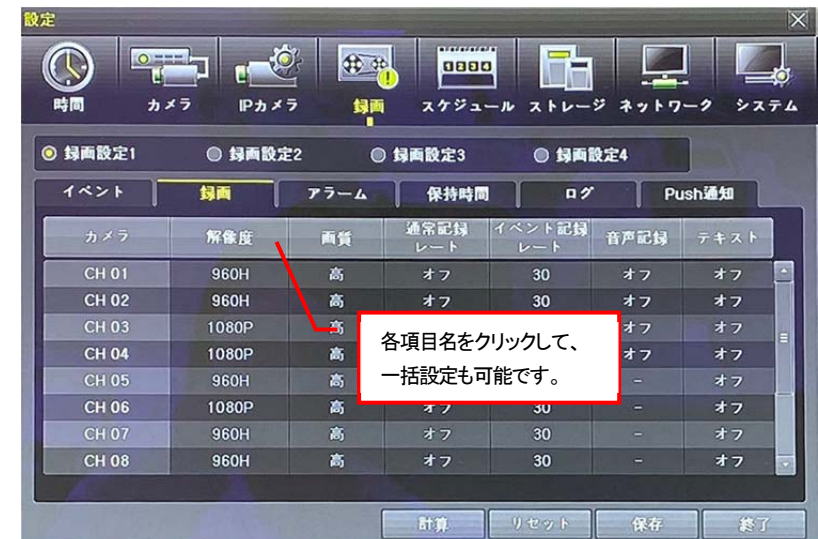 設定
時間 カメラ IPカメラ 録画 スケジュール ストレージ ネットワーク システム
録画設定1 録画設定2 録画設定3 録画設定4
イベント 録画 アラーム 保持時間 ログ Push通知
カメラ 解像度 画質 通常記録レート イベント記録レート 音声記録 テキスト
CH 01 960H 高 オフ 30 オフ オフ
CH 02 960H 高 オフ 30 オフ オフ
CH 03 1080P 高 オフ オフ
CH 04 1080P 高 オフ オフ
CH 05 960H 高 - オフ
CH 06 1080P 高 オフ 30 - オフ
CH 07 960H 高 オフ 30 - オフ
CH 08 960H 高 オフ 30 - オフ
各項目名をクリックして、
一括設定も可能です。
計算 リセット 保存 終了